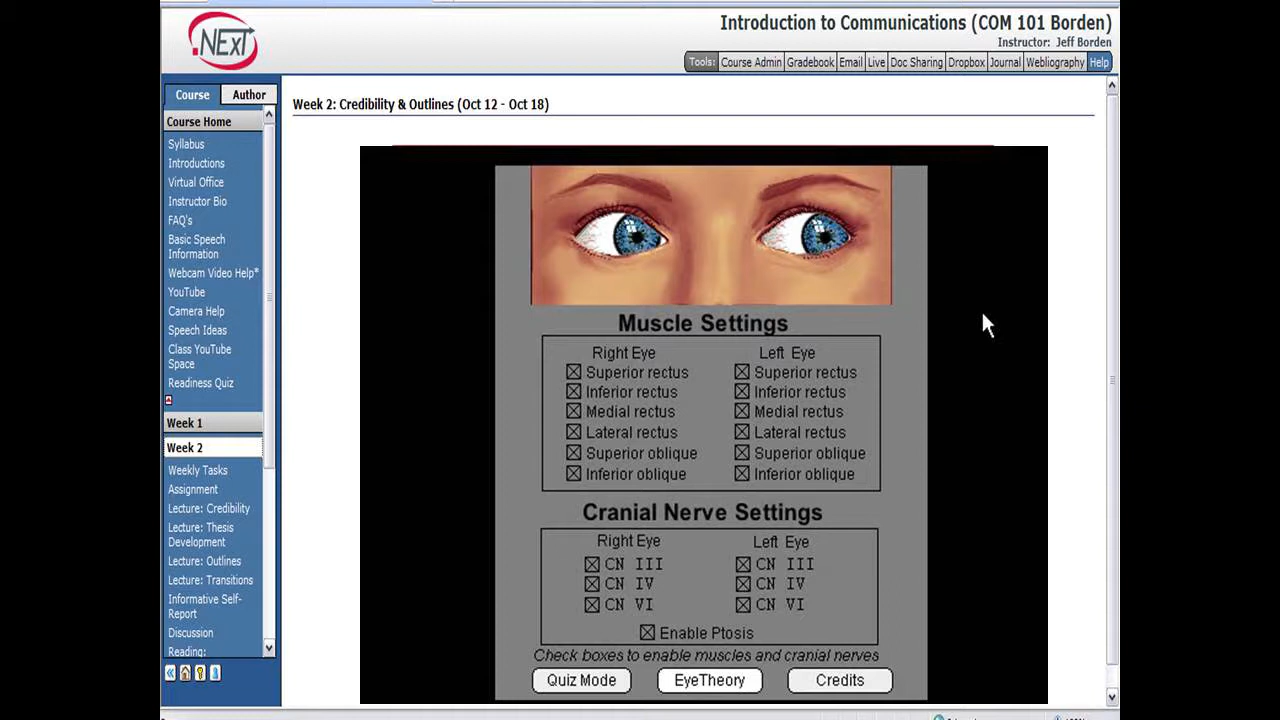 .NEXT
Introduction to Communications (COM 101 Borden)
Instructor: Jeff Borden
Tools: Course Admin Gradebook Email Live Doc Sharing Dropbox Journal Webliography Help
Course Author
Course Home
Syllabus
Introductions
Virtual Office
Instructor Bio
FAQ's
Basic Speech
Information
Webcam Video Help*
YouTube
Camera Help
Speech Ideas
Class YouTube
Space
Readiness Quiz
Week 1
Week 2
Weekly Tasks
Assignment
Lecture: Credibility
Lecture: Thesis
Development
Lecture: Outlines
Lecture: Transitions
Informative Self-
Report
Discussion
Reading:
Week 2: Credibility & Outlines (Oct 12 - Oct 18)
Muscle Settings
Right Eye Left Eye
Superior rectus Superior rectus
Inferior rectus Inferior rectus
Medial rectus Medial rectus
Lateral rectus Lateral rectus
Superior oblique Superior oblique
Inferior oblique Inferior oblique
Cranial Nerve Settings
Right Eye Left Eye
CN III CN III
CN IV CN IV
CN VI CN VI
Enable Ptosis
Check boxes to enable muscles and cranial nerves
Quiz Mode EyeTheory Credits